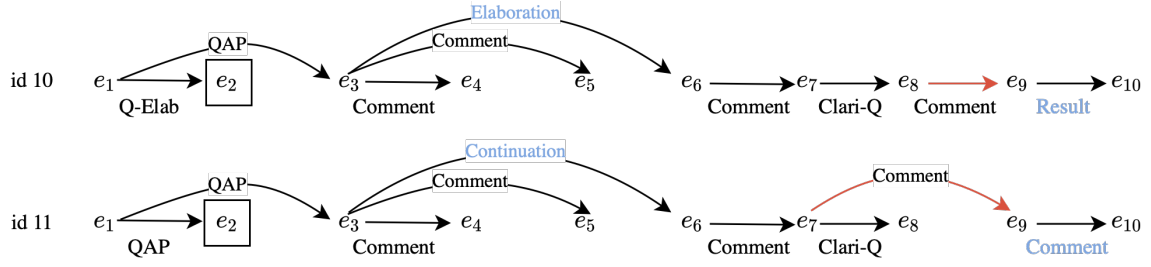 Elaboration
QAP Comment
id 10 e1 e2 e3 e4 e5 e6 e7 e8 e9 e10
Q-Elab Comment Comment Clari-Q Comment Result
Continuation
QAP Comment Comment
id 11 e1 e2 e3 e4 e5 e6 e7 e8 e9 e10
QAP Comment Comment Clari-Q Comment